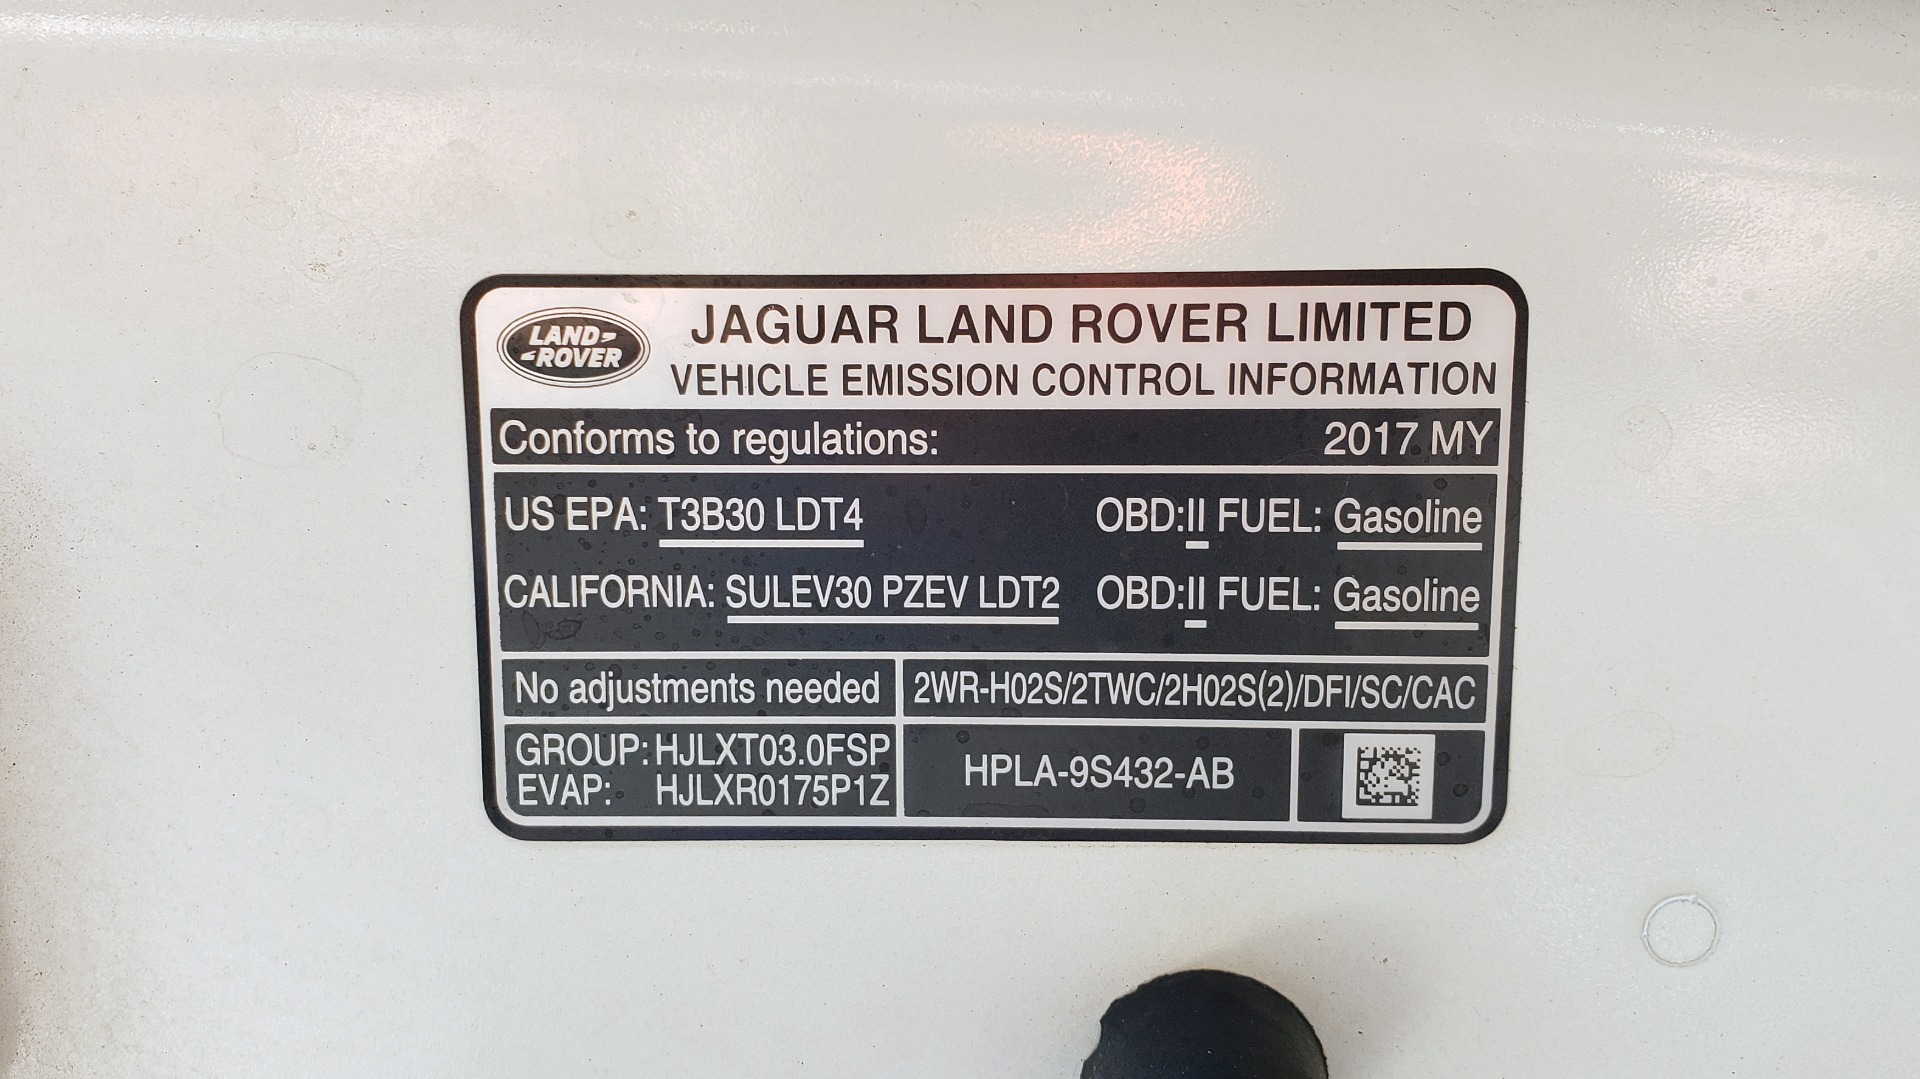 LAND-
-ROVER
JAGUAR LAND ROVER LIMITED
VEHICLE EMISSION CONTROL INFORMATION
Conforms to regulations: 2017 MY
US EPA: T3B30 LDT4 OBD:II FUEL: Gasoline
CALIFORNIA: SULEV30 PZEV LDT2 OBD:II FUEL: Gasoline
No adjustments needed 2WR-H02S/2TWC/2H02S(2)/DFI/SC/CAC
GROUP: HJLXT03.0FSP
EVAP: HJLXR0175P1Z
HPLA-9S432-AB